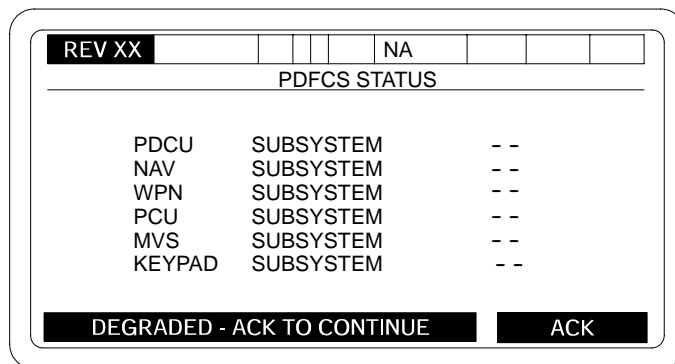 REV XX NA
PDFCS STATUS
PDCU SUBSYSTEM - -
NAV SUBSYSTEM - -
WPN SUBSYSTEM - -
PCU SUBSYSTEM - -
MVS SUBSYSTEM - -
KEYPAD SUBSYSTEM - -
DEGRADED - ACK TO CONTINUE ACK